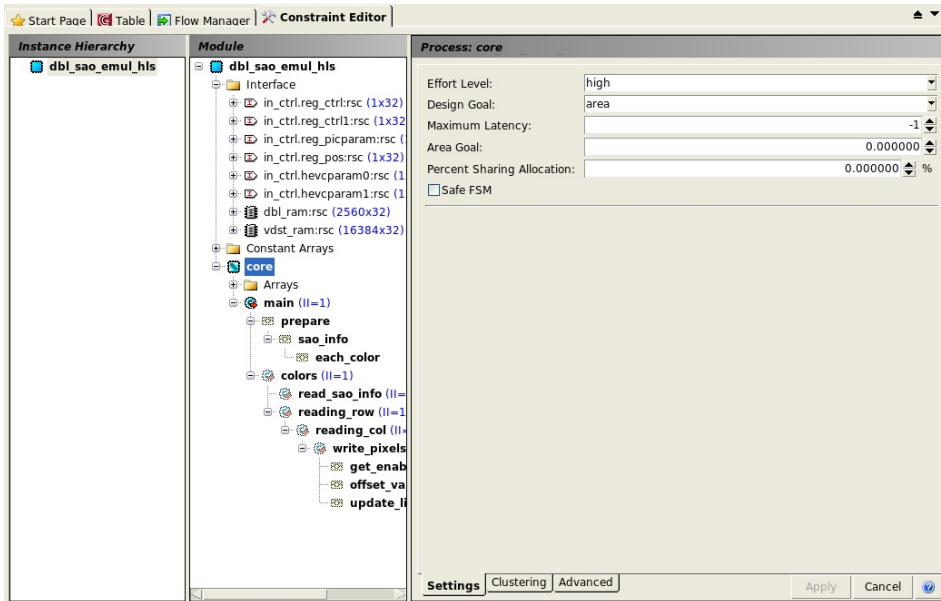 Start Page Table Flow Manager Constraint Editor
Instance Hierarchy
dbl_sao_emul_hls
Module
dbl_sao_emul_hls
Interface
in_ctrl.reg_ctrl:rsc (1x32)
in_ctrl.reg_ctrl1:rsc (1x32
in_ctrl.reg_picparam:rsc (
in_ctrl.reg_pos:rsc (1x32)
in_ctrl.hevcparam0:rsc (1
in_ctrl.hevcparam1:rsc (1
dbl_ram:rsc (2560x32)
vdst_ram:rsc (16384x32)
Constant Arrays
core
Arrays
main (II=1)
prepare
sao_info
each_color
colors (II=1)
read_sao_info (II=
reading_row (II=1
reading_col (II=
write_pixels
get_enab
offset_va
update_li
Process: core
Effort Level: high
Design Goal: area
Maximum Latency: -1
Area Goal: 0.000000
Percent Sharing Allocation: 0.000000 %
Safe FSM
Settings Clustering Advanced
Apply Cancel